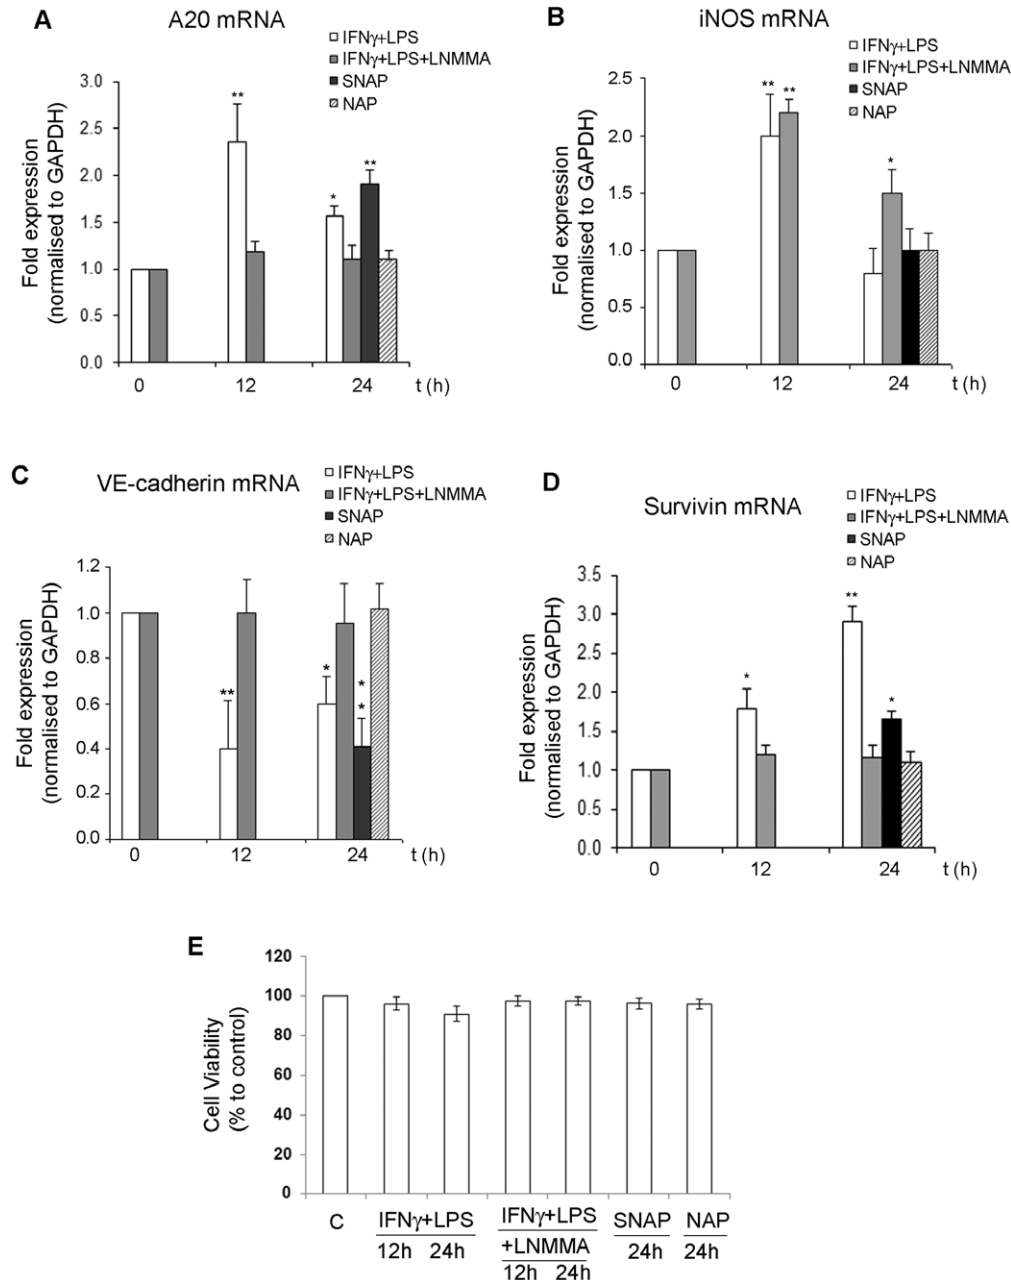 A
A20 mRNA
IFNγ+LPS
IFNγ+LPS+LNMMA
SNAP
NAP
Fold expression
(normalised to GAPDH)
3.0
2.5
2.0
1.5
1.0
0.5
0.0
**
*
**
0 12 24 t (h)
B
iNOS mRNA
IFNγ+LPS
IFNγ+LPS+LNMMA
SNAP
NAP
Fold expression
(normalised to GAPDH)
2.5
2.0
1.5
1.0
0.5
0.0
** **
*
0 12 24 t (h)
C
VE-cadherin mRNA
IFNγ+LPS
IFNγ+LPS+LNMMA
SNAP
NAP
Fold expression
(normalised to GAPDH)
1.2
1.0
0.8
0.6
0.4
0.2
0.0
**
*
*
*
0 12 24 t (h)
D
Survivin mRNA
IFNγ+LPS
IFNγ+LPS+LNMMA
SNAP
NAP
Fold expression
(normalised to GAPDH)
3.5
3.0
2.5
2.0
1.5
1.0
0.5
0.0
*
**
*
0 12 24 t (h)
E
Cell Viability
(% to control)
120
100
80
60
40
20
0
C
IFNγ+LPS
12h 24h
IFNγ+LPS
+LNMMA
12h 24h
SNAP
24h
NAP
24h